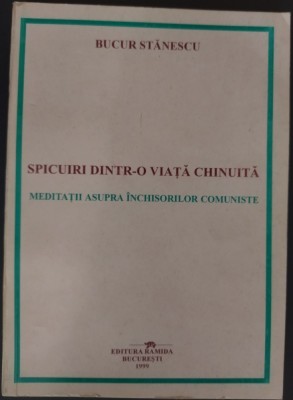 BUCUR STĂNESCU
SPICUIRI DINTR-O VIAȚĂ CHINUITĂ
MEDITAȚII ASUPRA ÎNCHISORILOR COMUNISTE
EDITURA RAMIDA
BUCUREȘTI
1999